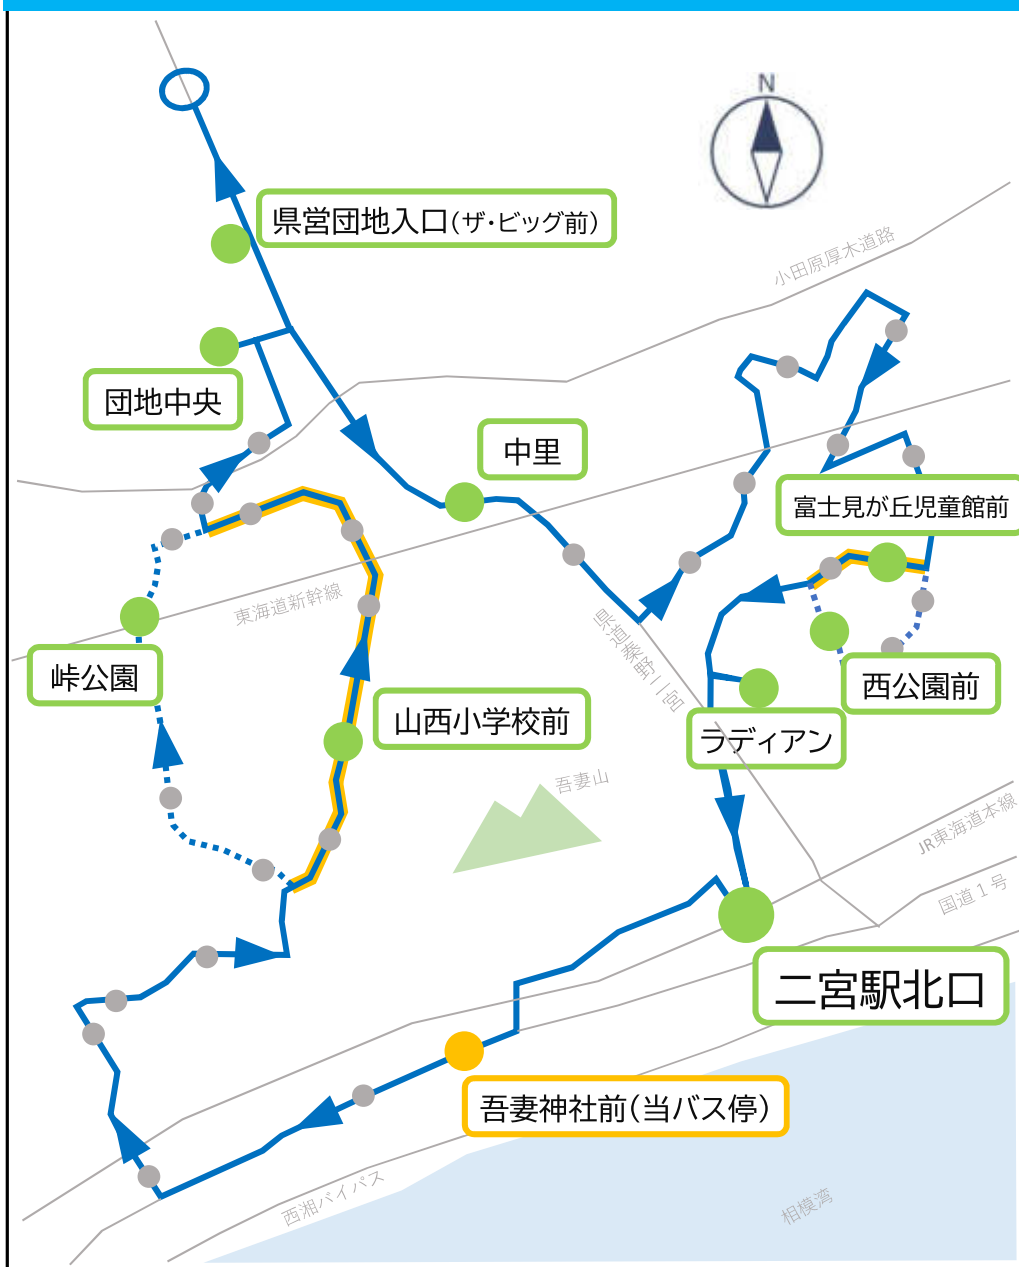 N
県営団地入口(ザ・ビッグ前)
小田原厚木道路
団地中央
中里
富士見が丘児童館前
東海道新幹線
県道秦野二宮
峠公園
西公園前
山西小学校前
ラディアン
吾妻山
JR東海道本線
国道1号
二宮駅北口
吾妻神社前(当バス停)
西湘バイパス
相模湾